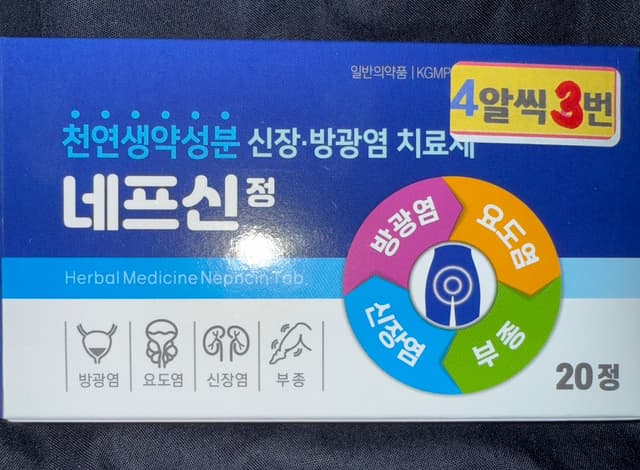 일반의약품 | KGMP
4알씩 3번
천연생약성분 신장·방광염 치료제
네프신 정
Herbal Medicine Nephcin Tab.
방광염
요도염
신장염
부종
방광염 요도염 신장염 부종
20정